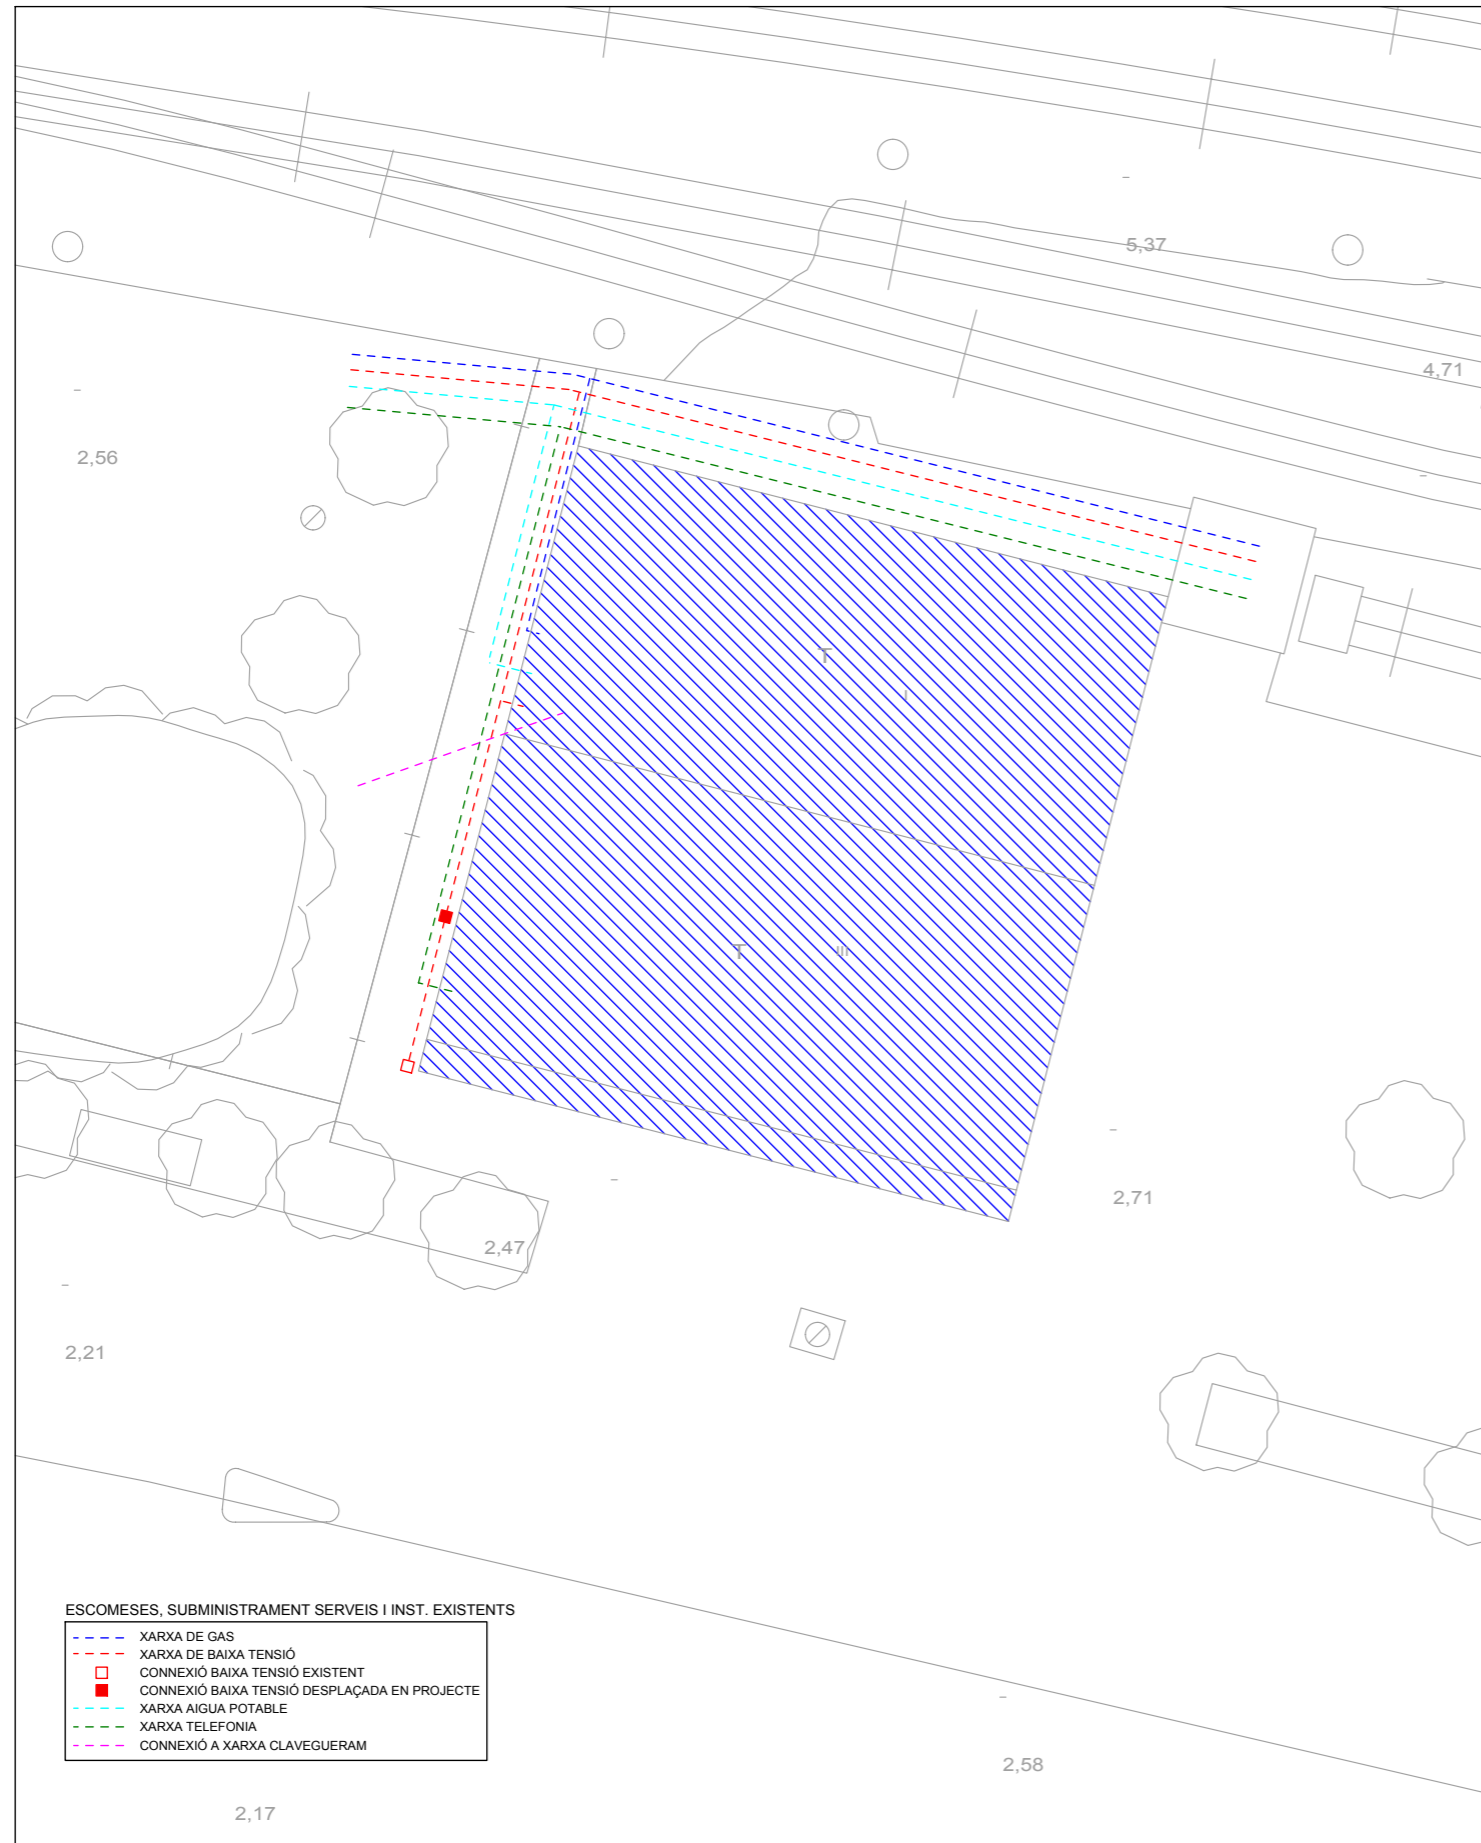 5,37
4,71
2,56
T
I
T
III
2,71
2,47
2,21
ESCOMESES, SUBMINISTRAMENT SERVEIS I INST. EXISTENTS
XARXA DE GAS
XARXA DE BAIXA TENSIÓ
CONNEXIÓ BAIXA TENSIÓ EXISTENT
CONNEXIÓ BAIXA TENSIÓ DESPLAÇADA EN PROJECTE
XARXA AIGUA POTABLE
XARXA TELEFONIA
CONNEXIÓ A XARXA CLAVEGUERAM
2,58
2,17